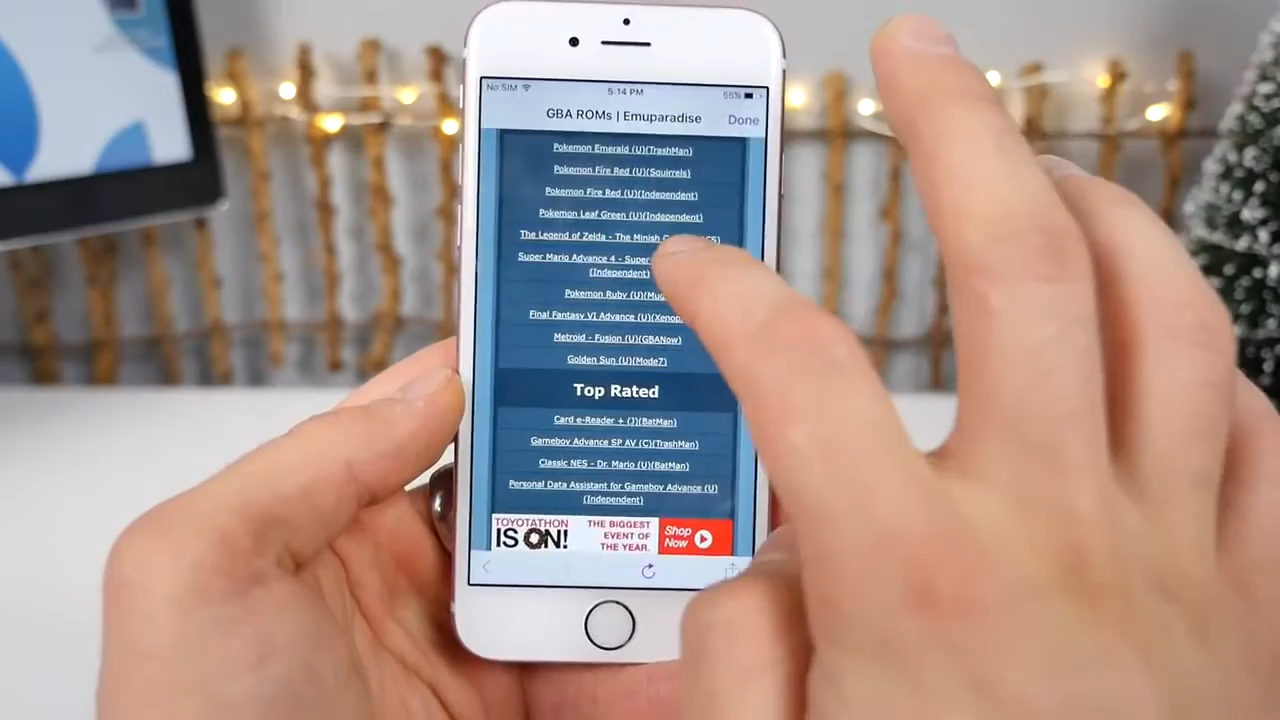 No SIM 5:14 PM 55%
GBA ROMs | Emuparadise Done
Pokemon Emerald (U)(TrashMan)
Pokemon Fire Red (U)(Squirrels)
Pokemon Fire Red (U)(Independent)
Pokemon Leaf Green (U)(Independent)
The Legend of Zelda - The Minish
Super Mario Advance 4 - Super
(Independent)
Pokemon Ruby (U)
Final Fantasy VI Advance
Metroid - Fusion (U)(GBANow)
Golden Sun (U)(Mode7)
Top Rated
Card e-Reader + (J)(BatMan)
Gameboy Advance SP AV (C)(TrashMan)
Classic NES - Dr. Mario (U)(BatMan)
Personal Data Assistant for Gameboy Advance (U)
(Independent)
TOYOTATHON
IS ON!
THE BIGGEST
EVENT OF
THE YEAR.
Shop
Now